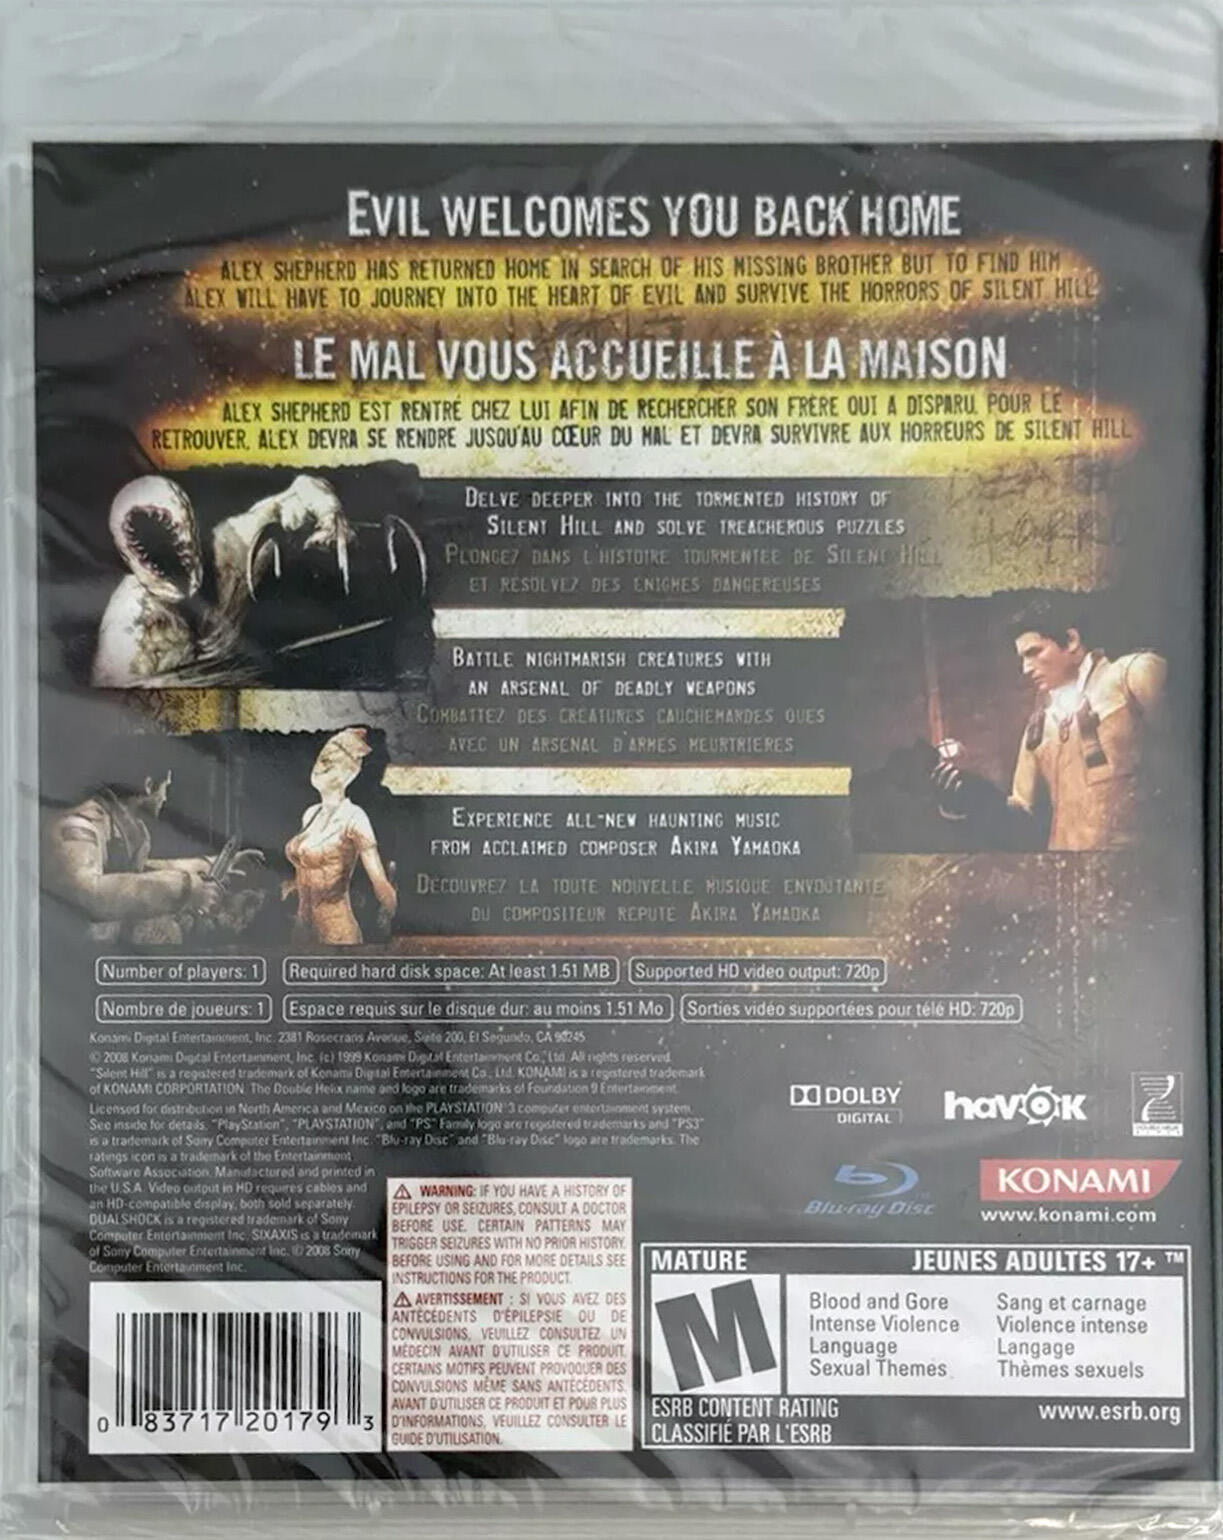 EVIL WELCOMES YOU BACK HOME
ALEX SHEPHERD HAS RETURNED HOME IN SEARCH OF HIS MISSING BROTHER BUT TO FIND HIM
ALEX WILL HAVE TO JOURNEY INTO THE HEART OF EVIL AND SURVIVE THE HORRORS OF SILENT HILL
LE MAL VOUS ACCUEILLE À LA MAISON
ALEX SHEPHERD EST RENTRÉ CHEZ LUI AFIN DE RECHERCHER SON FRÈRE QUI A DISPARU. POUR LE
RETROUVER, ALEX DEVRA SE RENDRE JUSQU'AU CŒUR DU MAL ET DEVRA SURVIVRE AUX HORREURS DE SILENT HILL
DELVE DEEPER INTO THE TORMENTED HISTORY OF
SILENT HILL AND SOLVE TREACHEROUS PUZZLES
PLONGEZ DANS L'HISTOIRE TOURMENTEE DE SILENT HILL
ET RESOLVEZ DES ENIGMES DANGEREUSES
BATTLE NIGHTMARISH CREATURES WITH
AN ARSENAL OF DEADLY WEAPONS
COMBATTEZ DES CREATURES CAUCHEMARDES QUES
AVEC UN ARSENAL D'ARMES MEURTRIERES
EXPERIENCE ALL-NEW HAUNTING MUSIC
FROM ACCLAIMED COMPOSER AKIRA YAMAOKA
DECOUVREZ LA TOUTE NOUVELLE MUSIQUE ENVOUTANTE
DU COMPOSITEUR REPUTE AKIRA YAMAOKA
Number of players: 1
Required hard disk space: At least 1.51 MB
Supported HD video output: 720p
Nombre de joueurs: 1
Espace requis sur le disque dur: au moins 1.51 Mo
Sorties vidéo supportées pour télé HD: 720p
Konami Digital Entertainment, Inc. 2381 Rosecrans Avenue, Suite 200, El Segundo, CA 90245
© 2008 Konami Digital Entertainment, Inc. (c) 1999 Konami Digital Entertainment Co., Ltd. All rights reserved.
"Silent Hill" is a registered trademark of Konami Digital Entertainment Co., Ltd. KONAMI is a registered trademark
of KONAMI CORPORTATION. The Double Helix name and logo are trademarks of Foundation 9 Entertainment.
Licensed for distribution in North America and Mexico on the PLAYSTATION®3 computer entertainment system.
See inside for details. "PlayStation", "PLAYSTATION", and "PS" Family logo are registered trademarks and "PS3"
is a trademark of Sony Computer Entertainment Inc. "Blu-ray Disc" and "Blu-ray Disc" logo are trademarks. The
ratings icon is a trademark of the Entertainment
Software Association. Manufactured and printed in
the U.S.A. Video output in HD requires cables and
an HD-compatible display, both sold separately.
DUALSHOCK is a registered trademark of Sony
Computer Entertainment Inc. SIXAXIS is a trademark
of Sony Computer Entertainment Inc. © 2008 Sony
Computer Entertainment Inc.
DOLBY
DIGITAL
havok
Blu-ray Disc
KONAMI
www.konami.com
WARNING: IF YOU HAVE A HISTORY OF
EPILEPSY OR SEIZURES, CONSULT A DOCTOR
BEFORE USE. CERTAIN PATTERNS MAY
TRIGGER SEIZURES WITH NO PRIOR HISTORY.
BEFORE USING AND FOR MORE DETAILS SEE
INSTRUCTIONS FOR THE PRODUCT.
AVERTISSEMENT : SI VOUS AVEZ DES
ANTÉCÉDENTS D'ÉPILEPSIE OU DE
CONVULSIONS, VEUILLEZ CONSULTEZ UN
MÉDECIN AVANT D'UTILISER CE PRODUIT.
CERTAINS MOTIFS PEUVENT PROVOQUER DES
CONVULSIONS MÊME SANS ANTÉCÉDENTS.
AVANT D'UTILISER CE PRODUIT ET POUR PLUS
D'INFORMATIONS, VEUILLEZ CONSULTER LE
GUIDE D'UTILISATION.
MATURE
JEUNES ADULTES 17+ ™
M
Blood and Gore
Intense Violence
Language
Sexual Themes
Sang et carnage
Violence intense
Langage
Thèmes sexuels
ESRB CONTENT RATING
www.esrb.org
CLASSIFIÉ PAR L'ESRB
0 83717 20179 3